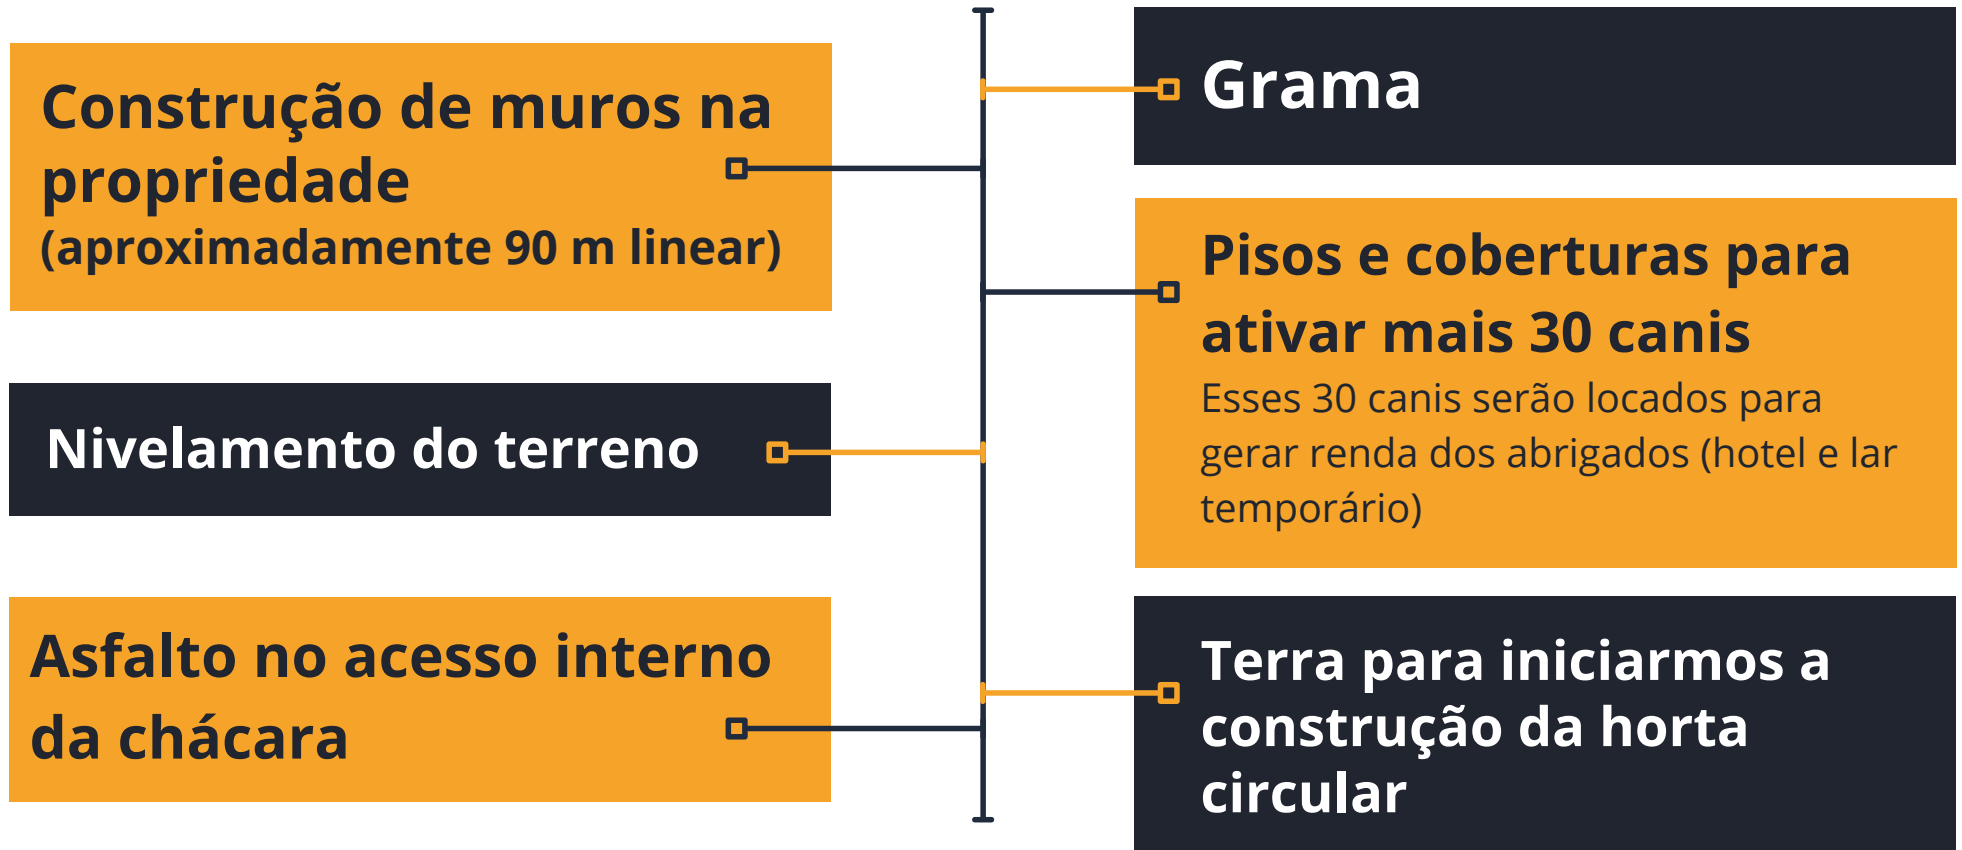 Construção de muros na
propriedade
(aproximadamente 90 m linear)
Nivelamento do terreno
Asfalto no acesso interno
da chácara
Grama
Pisos e coberturas para
ativar mais 30 canis
Esses 30 canis serão locados para
gerar renda dos abrigados (hotel e lar
temporário)
Terra para iniciarmos a
construção da horta
circular